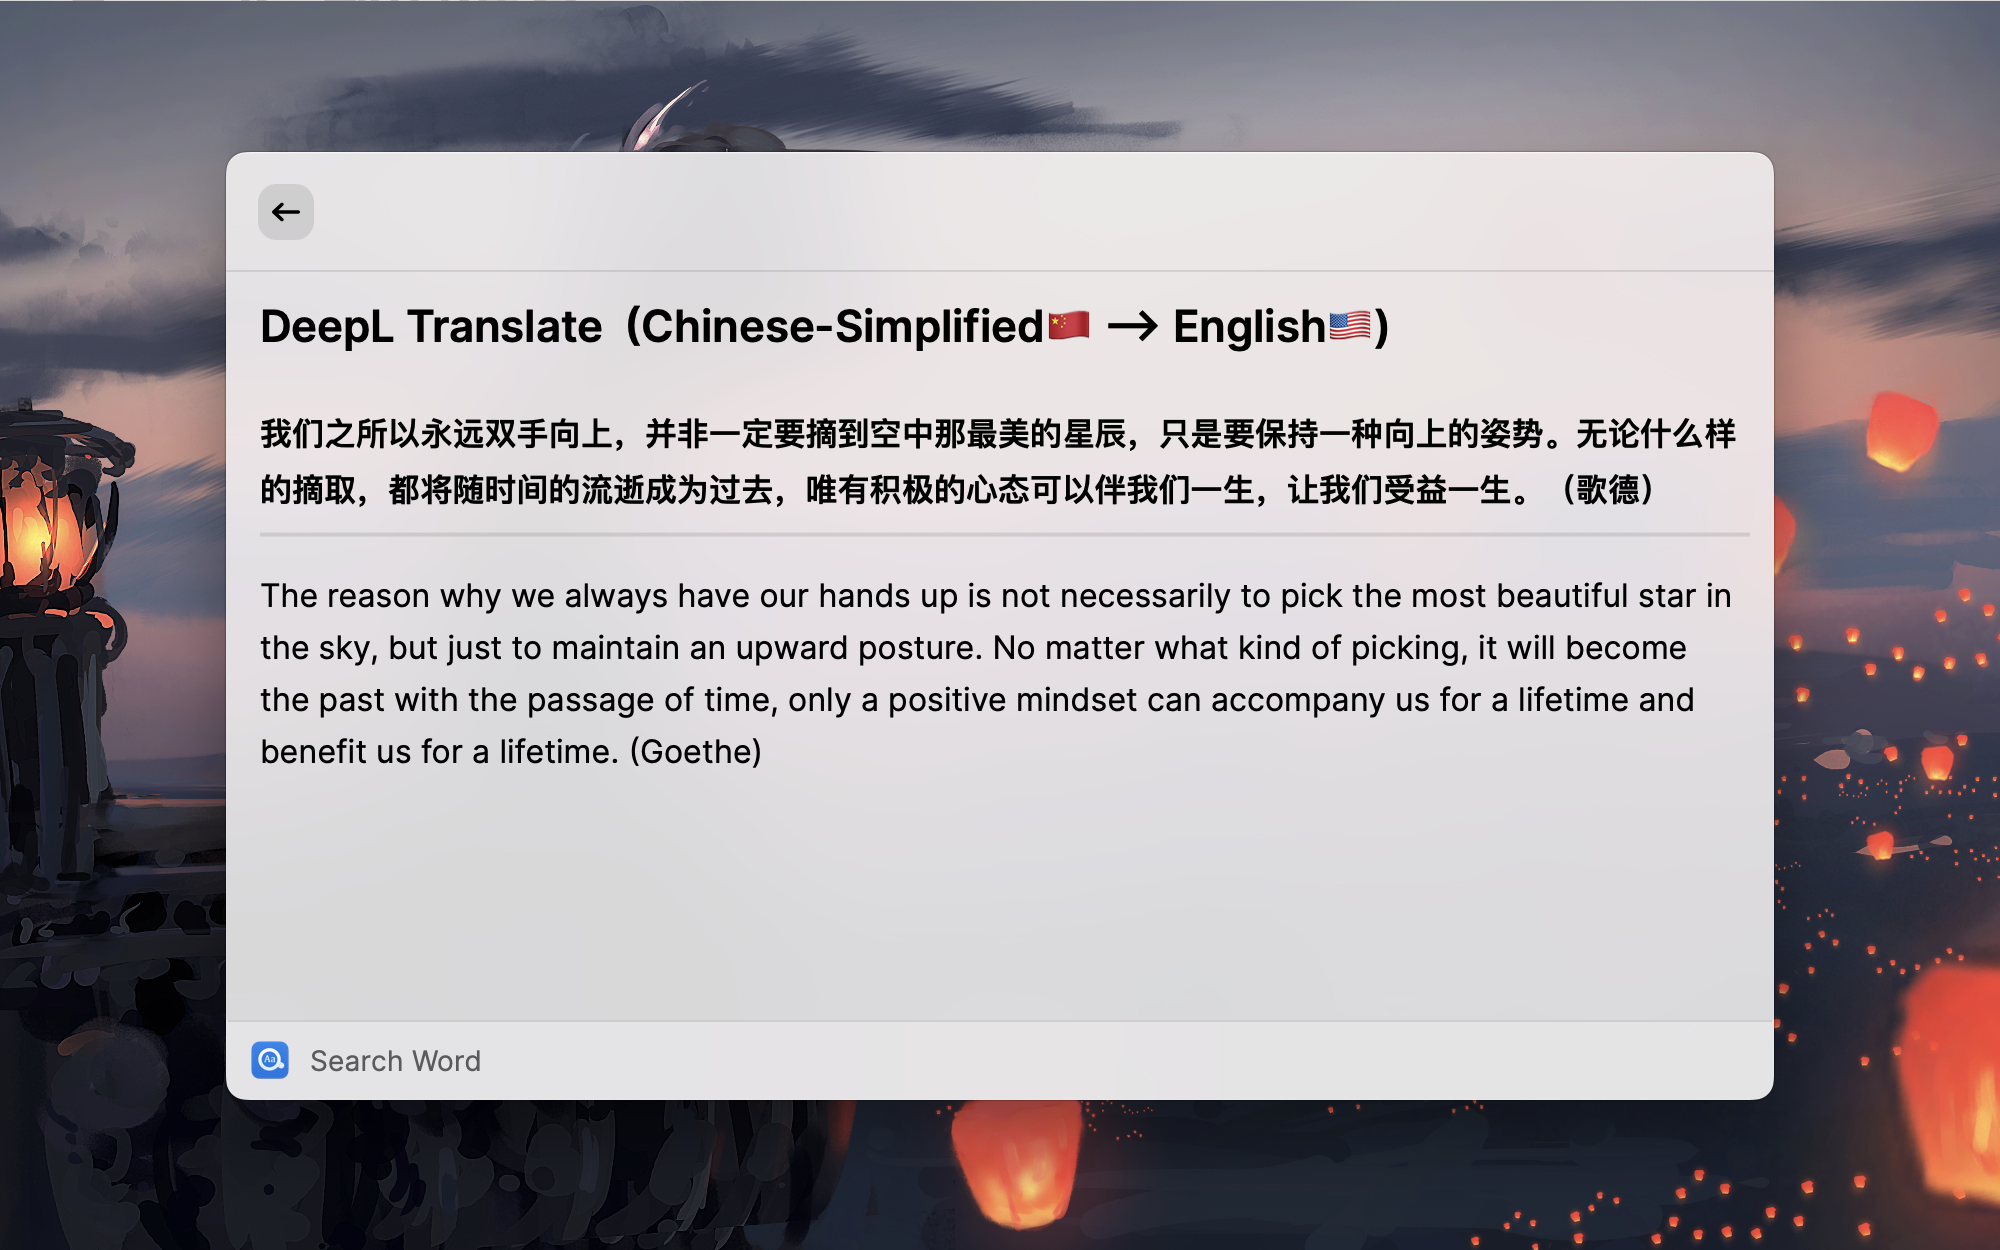 DeepL Translate (Chinese-Simplified🇨🇳 → English🇺🇸)
我们之所以永远双手向上，并非一定要摘到空中那最美的星辰，只是要保持一种向上的姿势。无论什么样
的摘取，都将随时间的流逝成为过去，唯有积极的心态可以伴我们一生，让我们受益一生。（歌德）
The reason why we always have our hands up is not necessarily to pick the most beautiful star in
the sky, but just to maintain an upward posture. No matter what kind of picking, it will become
the past with the passage of time, only a positive mindset can accompany us for a lifetime and
benefit us for a lifetime. (Goethe)
Aa Search Word